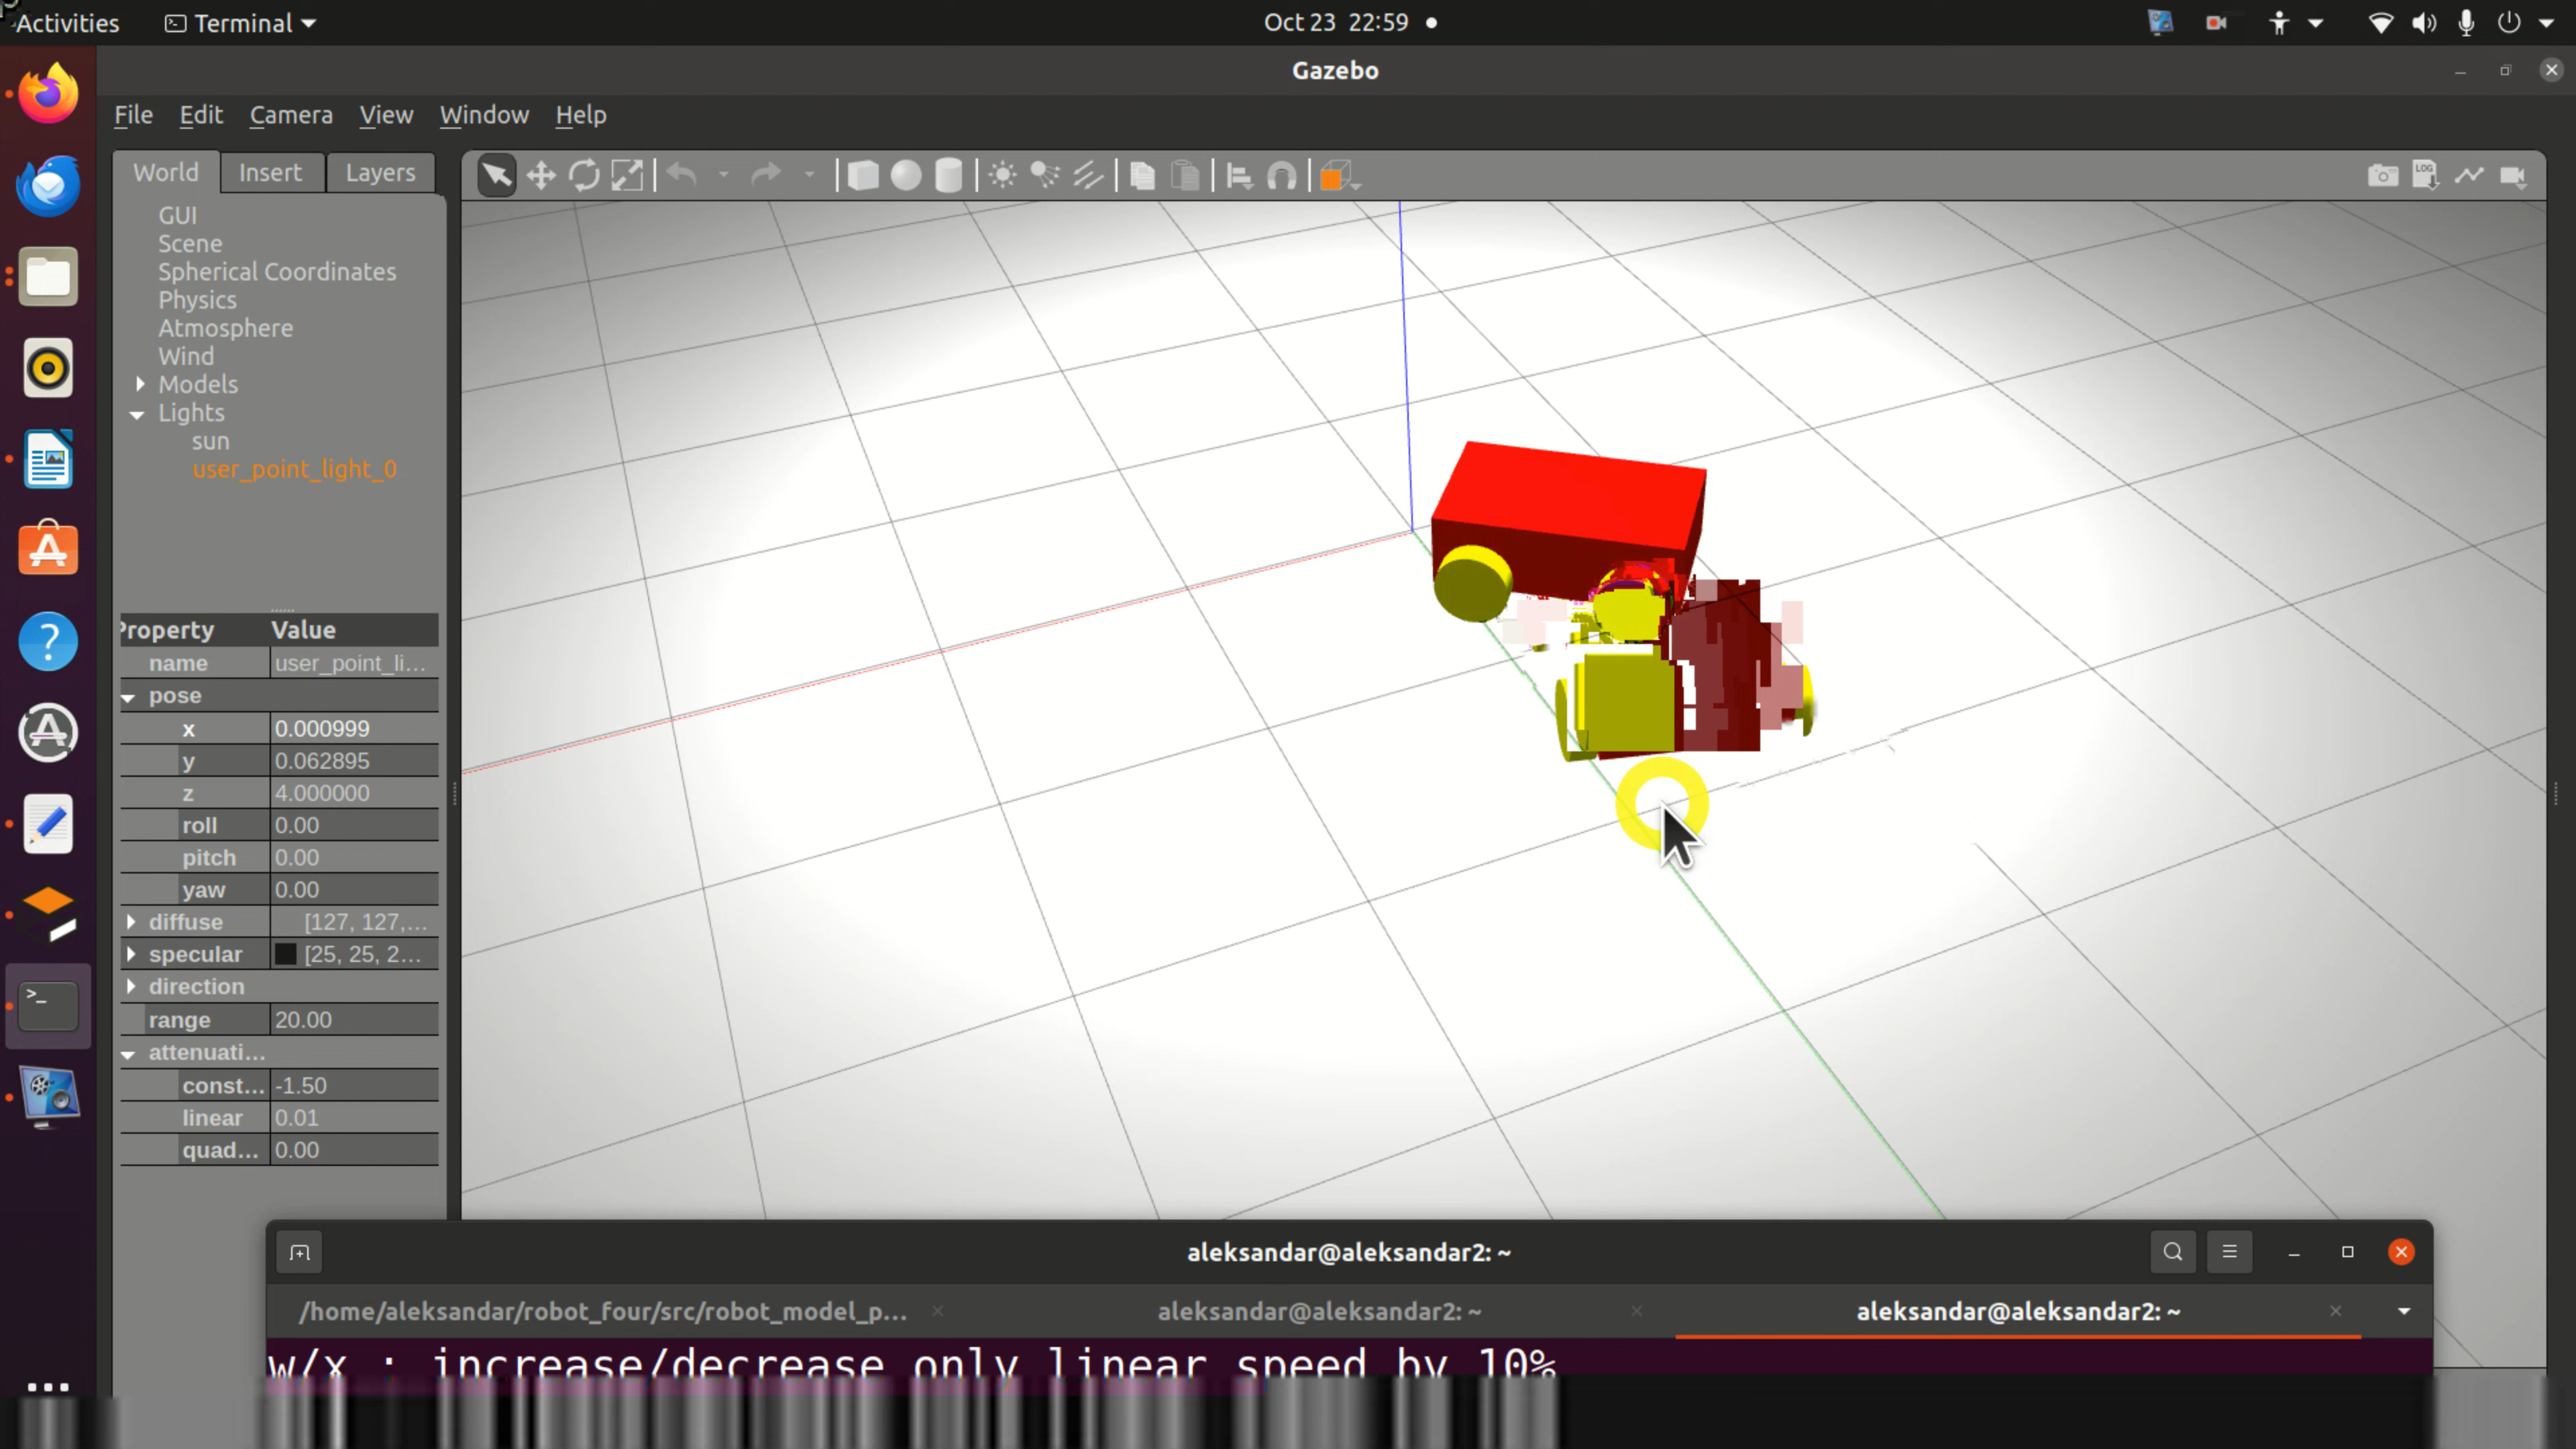 Activities
Terminal
Oct 23 22:59
Gazebo
File Edit Camera View Window Help
World Insert Layers
LOG
GUI
Scene
Spherical Coordinates
Physics
Atmosphere
Wind
Models
Lights
sun
user_point_light_0
Property Value
name user_point_li...
pose
x 0.000999
y 0.062895
z 4.000000
roll 0.00
pitch 0.00
yaw 0.00
diffuse [127, 127,...
specular [25, 25, 2...
direction
range 20.00
attenuati...
const... -1.50
linear 0.01
quad... 0.00
aleksandar@aleksandar2: ~
/home/aleksandar/robot_four/src/robot_model_p... aleksandar@aleksandar2: ~ aleksandar@aleksandar2: ~
w/x : increase/decrease only linear speed by 10%